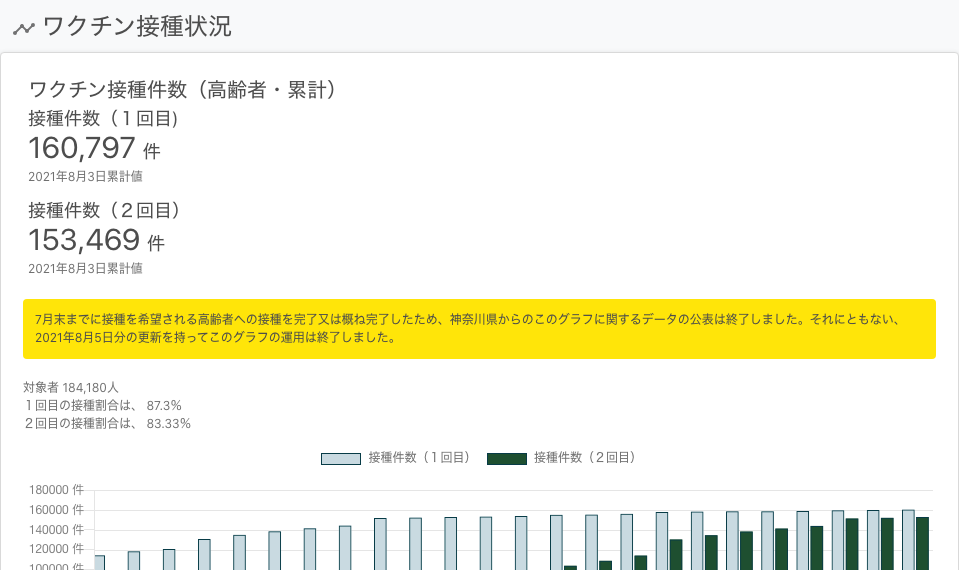 ワクチン接種状況
ワクチン接種件数（高齢者・累計）
接種件数（１回目)
160,797 件
2021年8月3日累計値
接種件数（２回目）
153,469 件
2021年8月3日累計値
7月末までに接種を希望される高齢者への接種を完了又は概ね完了したため、神奈川県からのこのグラフに関するデータの公表は終了しました。それにともない、
2021年8月5日分の更新を持ってこのグラフの運用は終了しました。
対象者 184,180人
１回目の接種割合は、 87.3%
２回目の接種割合は、 83.33%
接種件数（１回目） 接種件数（２回目）
180000 件
160000 件
140000 件
120000 件
100000 件